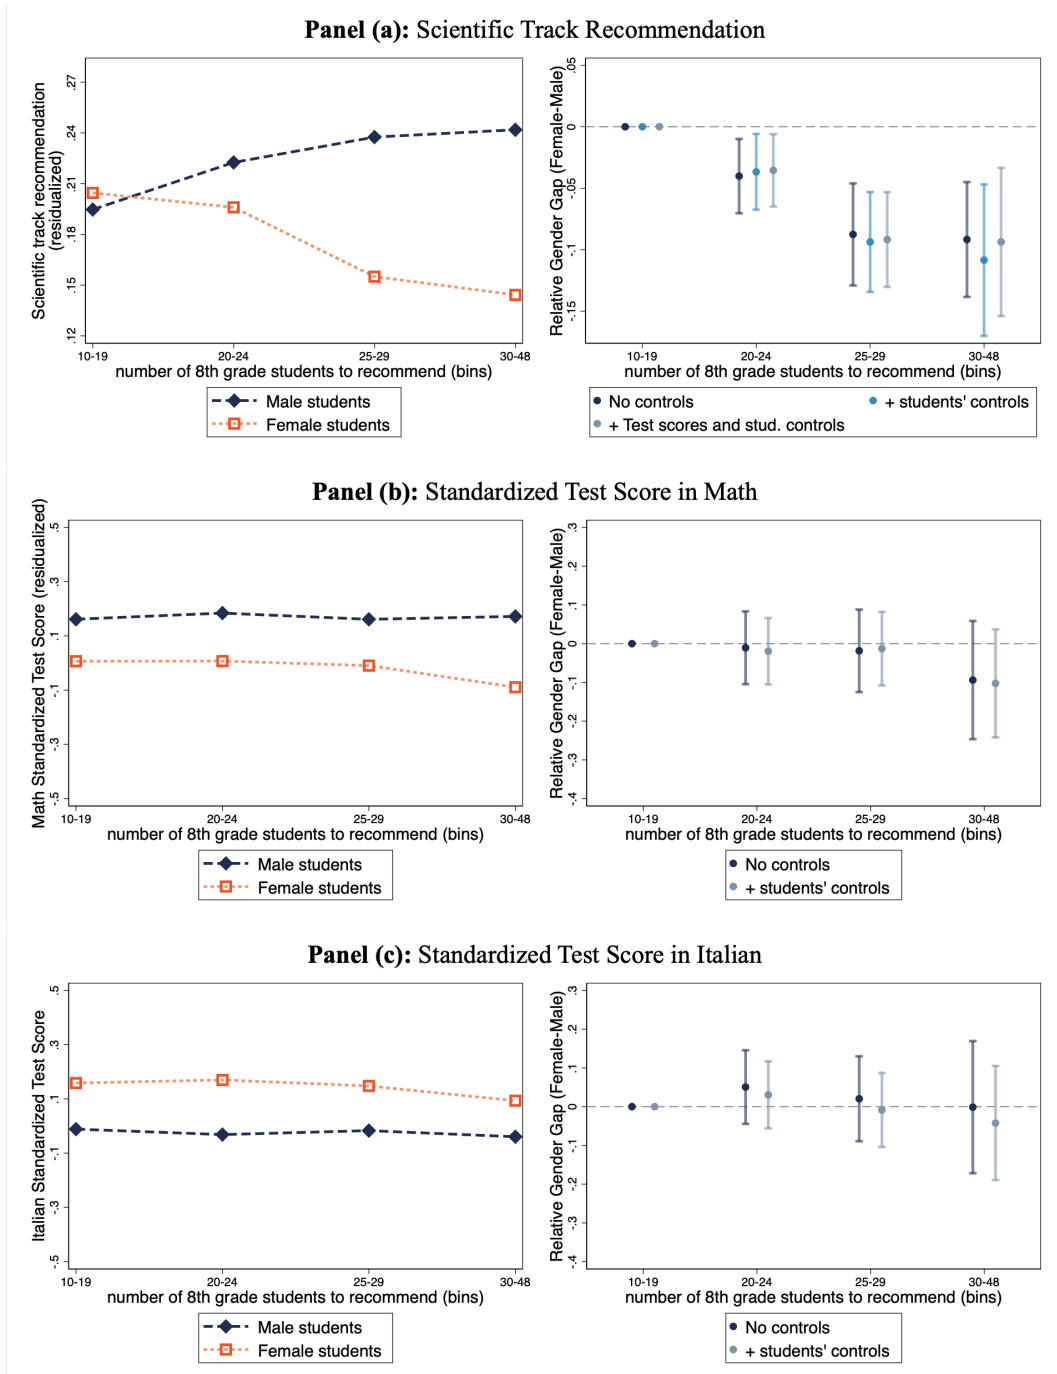 Panel (a): Scientific Track Recommendation
Scientific track recommendation
(residualized)
.27
.24
.21
.18
.15
.12
10-19
20-24
25-29
30-48
number of 8th grade students to recommend (bins)
Male students
Female students
Relative Gender Gap (Female-Male)
.05
0
-.05
-.1
-.15
10-19
20-24
25-29
30-48
number of 8th grade students to recommend (bins)
No controls
+ students' controls
+ Test scores and stud. controls
Panel (b): Standardized Test Score in Math
Math Standardized Test Score (residualized)
.5
.3
.1
-.1
-.3
-.5
10-19
20-24
25-29
30-48
number of 8th grade students to recommend (bins)
Male students
Female students
Relative Gender Gap (Female-Male)
.3
.2
.1
0
-.1
-.2
-.3
-.4
10-19
20-24
25-29
30-48
number of 8th grade students to recommend (bins)
No controls
+ students' controls
Panel (c): Standardized Test Score in Italian
Italian Standardized Test Score
.5
.3
.1
-.1
-.3
-.5
10-19
20-24
25-29
30-48
number of 8th grade students to recommend (bins)
Male students
Female students
Relative Gender Gap (Female-Male)
.3
.2
.1
0
-.1
-.2
-.3
-.4
10-19
20-24
25-29
30-48
number of 8th grade students to recommend (bins)
No controls
+ students' controls